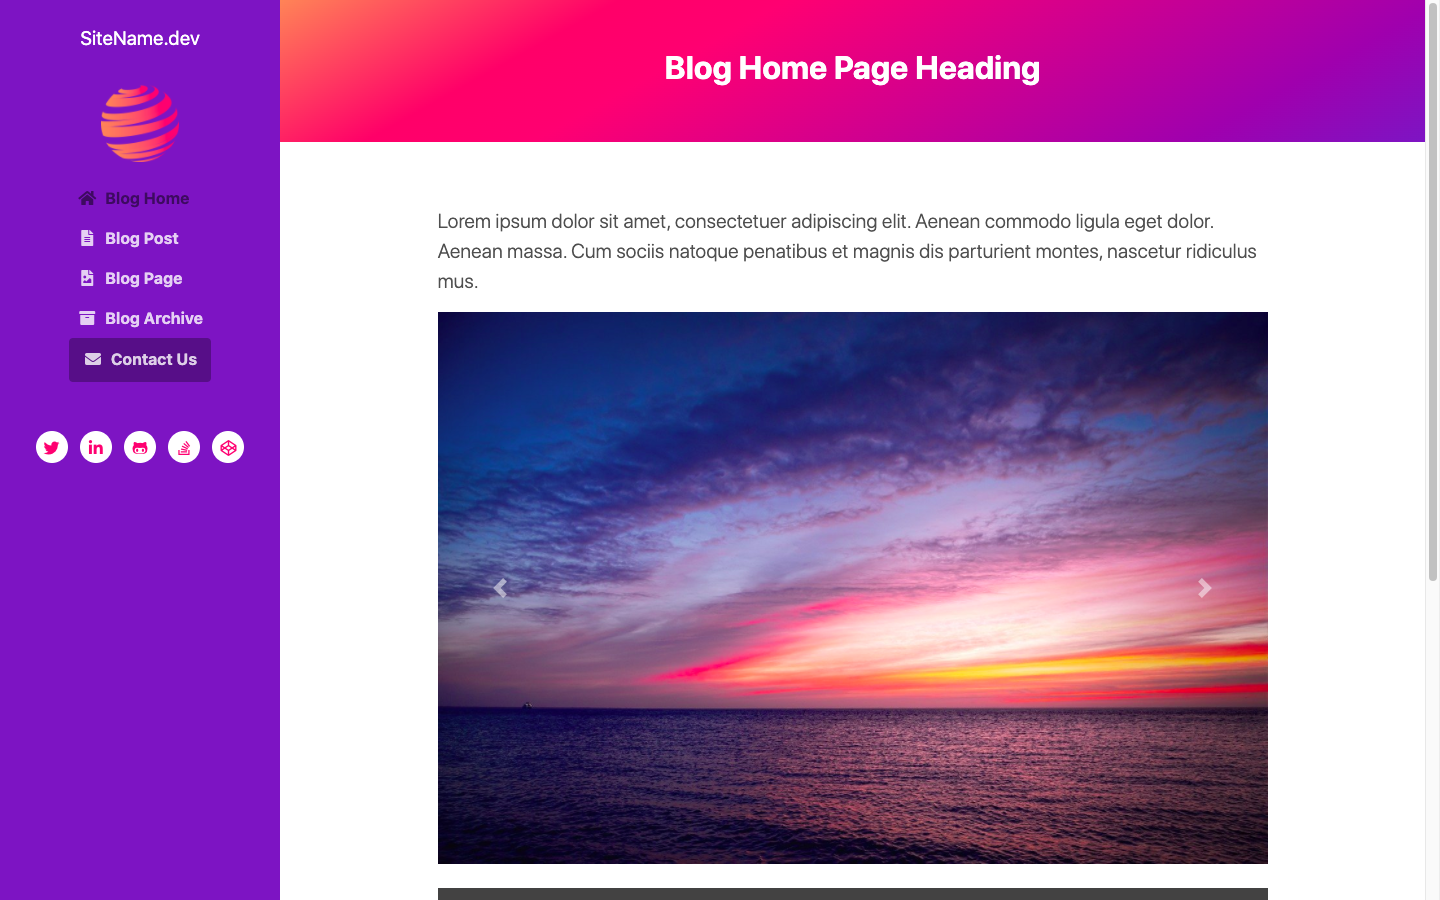 SiteName.dev
Blog Home
Blog Post
Blog Page
Blog Archive
Contact Us
Blog Home Page Heading
Lorem ipsum dolor sit amet, consectetuer adipiscing elit. Aenean commodo ligula eget dolor.
Aenean massa. Cum sociis natoque penatibus et magnis dis parturient montes, nascetur ridiculus
mus.